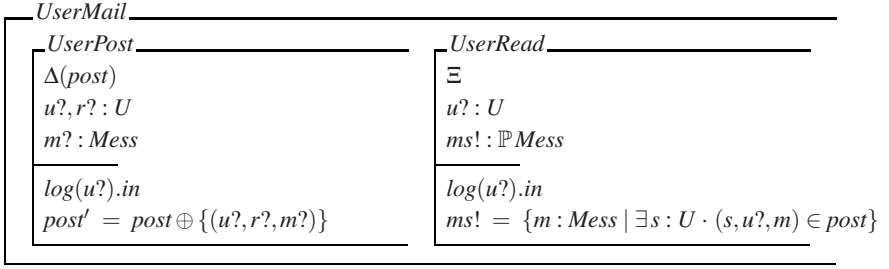 UserMail
UserPost
Δ(post)
u?, r? : U
m? : Mess
log(u?).in
post′ = post ⊕ {(u?, r?, m?)}
UserRead
Ξ
u? : U
ms! : ℙ Mess
log(u?).in
ms! = {m : Mess | ∃ s : U · (s, u?, m) ∈ post}